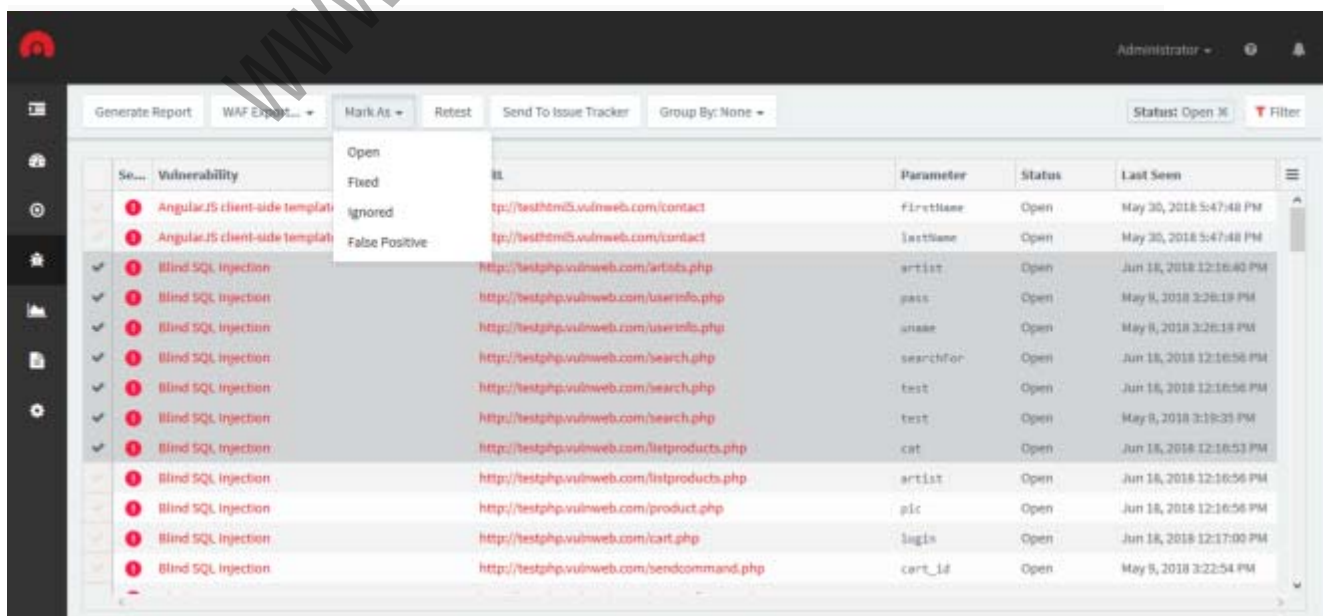 WWW
Administrator
Generate Report WAF Export... Mark As Retest Send To Issue Tracker Group By: None Status: Open Filter
Open
Fixed
Ignored
False Positive
Se... Vulnerability Parameter Status Last Seen
AngularJS client-side templat tp://testhtml5.vulnweb.com/contact firstName Open May 30, 2018 5:47:48 PM
AngularJS client-side templat tp://testhtml5.vulnweb.com/contact lastName Open May 30, 2018 5:47:48 PM
Blind SQL Injection http://testphp.vulnweb.com/artists.php artist Open Jun 18, 2018 12:16:40 PM
Blind SQL Injection http://testphp.vulnweb.com/userinfo.php pass Open May 9, 2018 3:26:19 PM
Blind SQL Injection http://testphp.vulnweb.com/userinfo.php uname Open May 9, 2018 3:26:19 PM
Blind SQL Injection http://testphp.vulnweb.com/search.php searchFor Open Jun 18, 2018 12:16:56 PM
Blind SQL Injection http://testphp.vulnweb.com/search.php test Open Jun 18, 2018 12:16:56 PM
Blind SQL Injection http://testphp.vulnweb.com/search.php test Open May 9, 2018 3:19:35 PM
Blind SQL Injection http://testphp.vulnweb.com/listproducts.php cat Open Jun 18, 2018 12:16:53 PM
Blind SQL Injection http://testphp.vulnweb.com/listproducts.php artist Open Jun 18, 2018 12:16:56 PM
Blind SQL Injection http://testphp.vulnweb.com/product.php pic Open Jun 18, 2018 12:16:56 PM
Blind SQL Injection http://testphp.vulnweb.com/cart.php login Open Jun 18, 2018 12:17:00 PM
Blind SQL Injection http://testphp.vulnweb.com/sendcommand.php cart_id Open May 9, 2018 3:22:54 PM